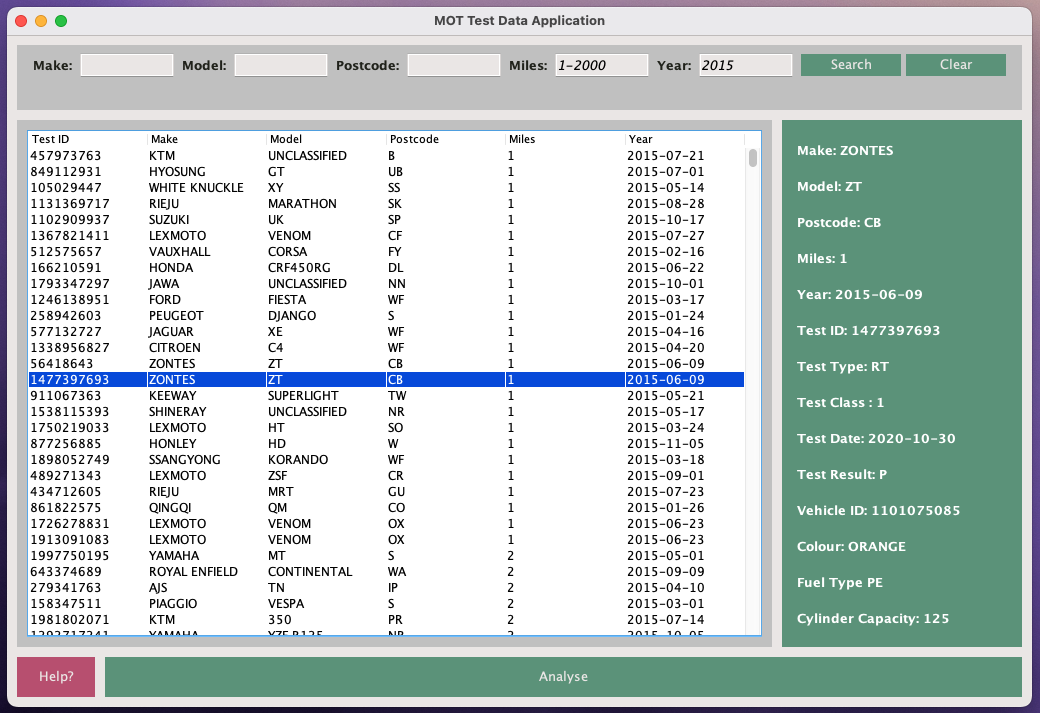 MOT Test Data Application
Make: Model: Postcode: Miles: 1-2000 Year: 2015 Search Clear
Test ID Make Model Postcode Miles Year
457973763 KTM UNCLASSIFIED B 1 2015-07-21
849112931 HYOSUNG GT UB 1 2015-07-01
105029447 WHITE KNUCKLE XY SS 1 2015-05-14
1131369717 RIEJU MARATHON SK 1 2015-08-28
1102909937 SUZUKI UK SP 1 2015-10-17
1367821411 LEXMOTO VENOM CF 1 2015-07-27
512575657 VAUXHALL CORSA FY 1 2015-02-16
166210591 HONDA CRF450RG DL 1 2015-06-22
1793347297 JAWA UNCLASSIFIED NN 1 2015-10-01
1246138951 FORD FIESTA WF 1 2015-03-17
258942603 PEUGEOT DJANGO S 1 2015-01-24
577132727 JAGUAR XE WF 1 2015-04-16
1338956827 CITROEN C4 WF 1 2015-04-20
56418643 ZONTES ZT CB 1 2015-06-09
1477397693 ZONTES ZT CB 1 2015-06-09
911067363 KEEWAY SUPERLIGHT TW 1 2015-05-21
1538115393 SHINERAY UNCLASSIFIED NR 1 2015-05-17
1750219033 LEXMOTO HT SO 1 2015-03-24
877256885 HONLEY HD W 1 2015-11-05
1898052749 SSANGYONG KORANDO WF 1 2015-03-18
489271343 LEXMOTO ZSF CR 1 2015-09-01
434712605 RIEJU MRT GU 1 2015-07-23
861822575 QINGQI QM CO 1 2015-01-26
1726278831 LEXMOTO VENOM OX 1 2015-06-23
1913091083 LEXMOTO VENOM OX 1 2015-06-23
1997750195 YAMAHA MT S 2 2015-05-01
643374689 ROYAL ENFIELD CONTINENTAL WA 2 2015-09-09
279341763 AJS TN IP 2 2015-04-10
158347511 PIAGGIO VESPA S 2 2015-03-01
1981802071 KTM 350 PR 2 2015-07-14
Make: ZONTES
Model: ZT
Postcode: CB
Miles: 1
Year: 2015-06-09
Test ID: 1477397693
Test Type: RT
Test Class : 1
Test Date: 2020-10-30
Test Result: P
Vehicle ID: 1101075085
Colour: ORANGE
Fuel Type PE
Cylinder Capacity: 125
Help? Analyse